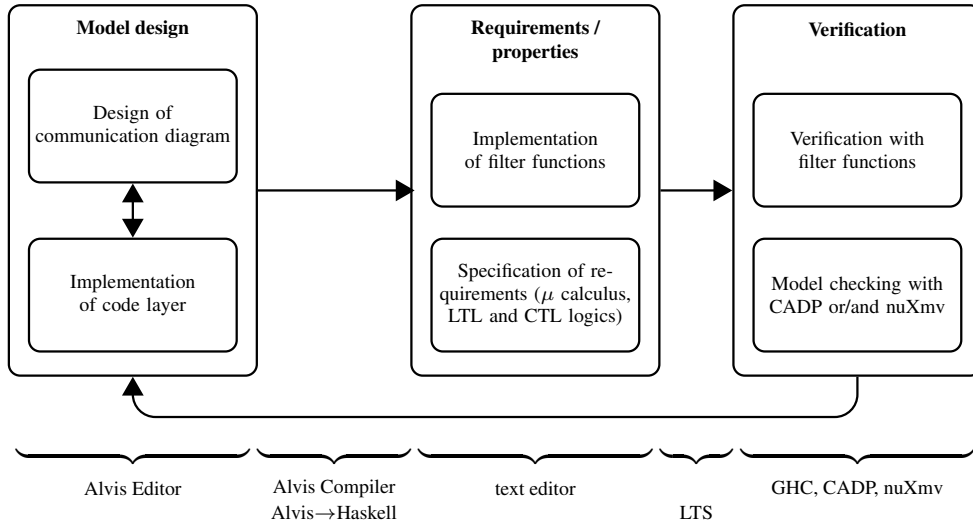 Model design
Design of
communication diagram
Implementation
of code layer
Requirements /
properties
Implementation
of filter functions
Specification of re-
quirements (μ calculus,
LTL and CTL logics)
Verification
Verification with
filter functions
Model checking with
CADP or/and nuXmv
Alvis Editor
Alvis Compiler
Alvis→Haskell
text editor
LTS
GHC, CADP, nuXmv